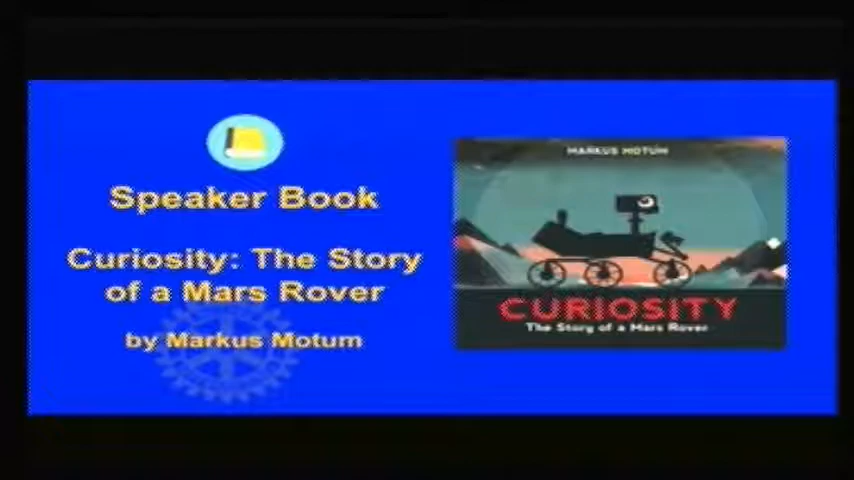 Speaker Book
Curiosity: The Story
of a Mars Rover
by Markus Motum
MARKUS MOTUM
CURIOSITY
The Story of a Mars Rover